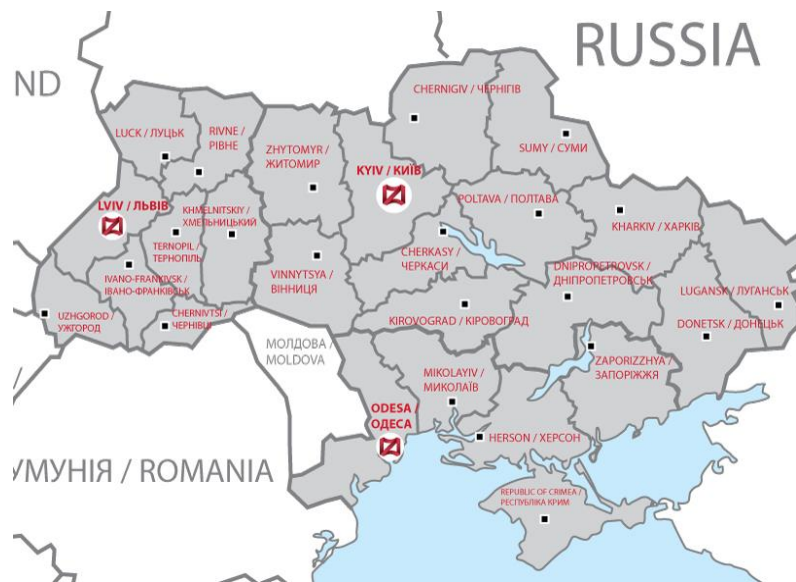 RUSSIA
ND
CHERNIGIV / ЧЕРНІГІВ
LUCK / ЛУЦЬК
RIVNE /
РІВНЕ
ZHYTOMYR /
ЖИТОМИР
SUMY / СУМИ
KYIV / КИЇВ
POLTAVA / ПОЛТАВА
LVIV / ЛЬВІВ
KHMELNITSKIY /
ХМЕЛЬНИЦЬКИЙ
KHARKIV / ХАРКІВ
TERNOPIL /
ТЕРНОПІЛЬ
CHERKASY /
ЧЕРКАСИ
VINNYTSYA /
ВІННИЦЯ
IVANO-FRANKIVSK /
ІВАНО-ФРАНКІВСЬК
DNIPROPETROVSK /
ДНІПРОПЕТРОВСЬК
LUGANSK / ЛУГАНСЬК
UZHGOROD /
УЖГОРОД
CHERNIVTSI /
ЧЕРНІВЦІ
KIROVOGRAD / КІРОВОГРАД
DONETSK / ДОНЕЦЬК
МОЛДОВА /
MOLDOVA
ZAPORIZZHYA /
ЗАПОРІЖЖЯ
MIKOLAYIV /
МИКОЛАЇВ
ODESA /
ОДЕСА
HERSON / ХЕРСОН
УМУНІЯ / ROMANIA
REPUBLIC OF CRIMEA /
РЕСПУБЛІКА КРИМ